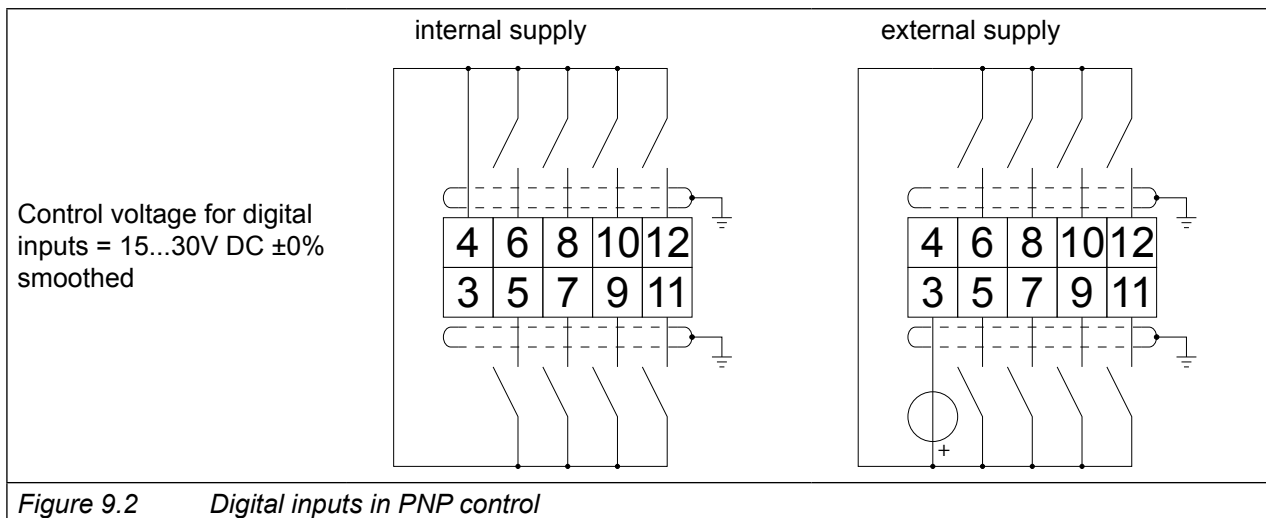 internal supply
external supply
Control voltage for digital
inputs = 15...30V DC ±0%
smoothed
4 6 8 10 12
3 5 7 9 11
4 6 8 10 12
3 5 7 9 11
+
Figure 9.2 Digital inputs in PNP control